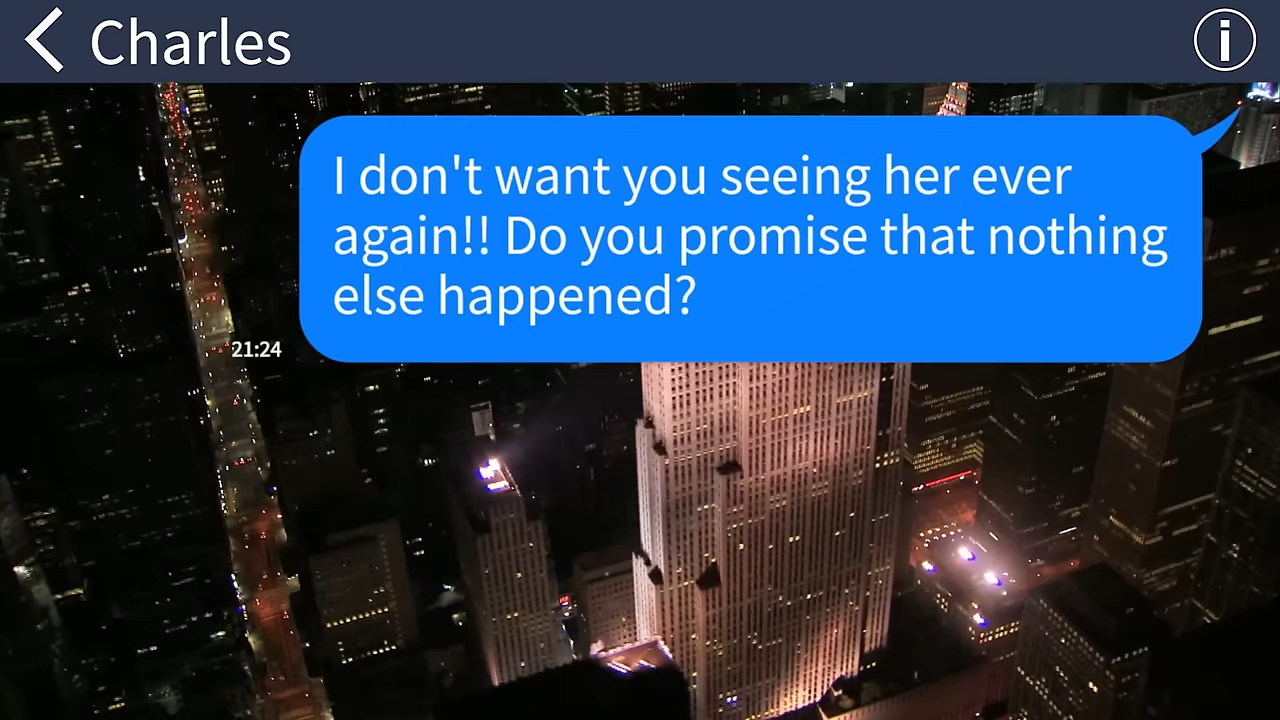 Charles
I don't want you seeing her ever
again!! Do you promise that nothing
else happened?
21:24